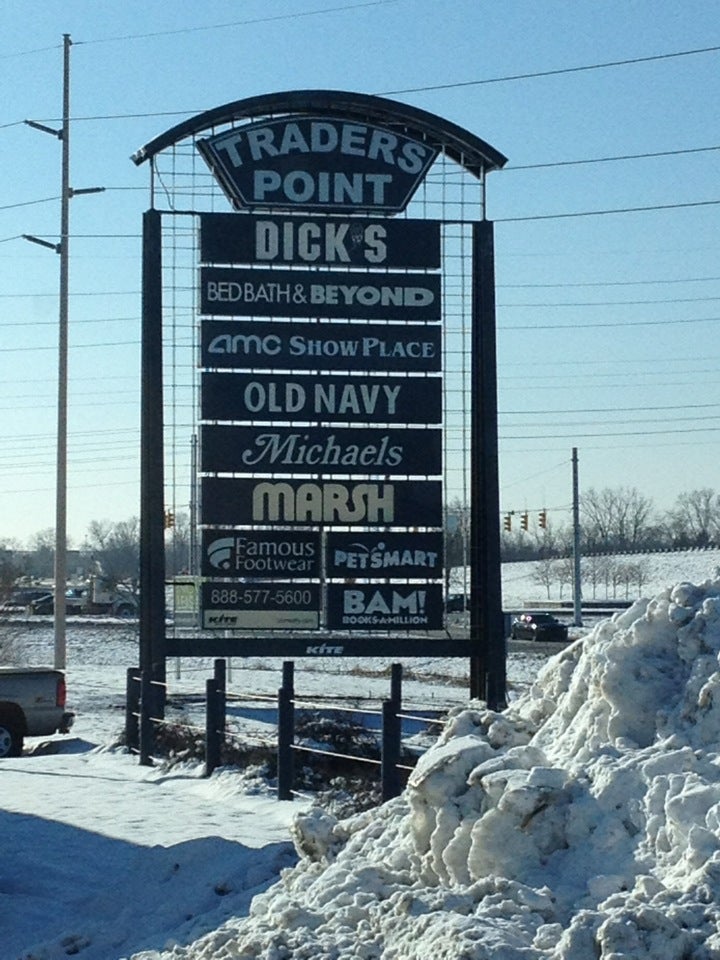 TRADERS
POINT
DICK'S
BED BATH & BEYOND
amc SHOWPLACE
OLD NAVY
Michaels
MARSH
Famous
Footwear
PETSMART
888-577-5600
KITE
BAM!
BOOKS-A-MILLION
KITE